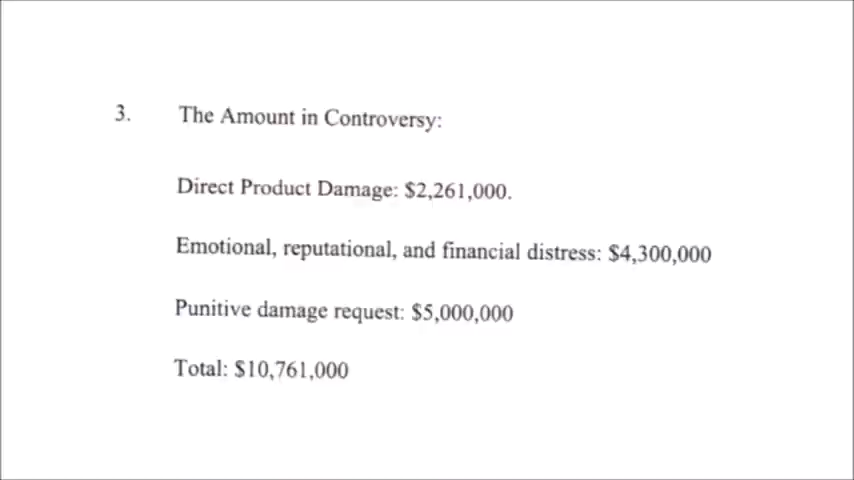 3. The Amount in Controversy:
Direct Product Damage: $2,261,000.
Emotional, reputational, and financial distress: $4,300,000
Punitive damage request: $5,000,000
Total: $10,761,000